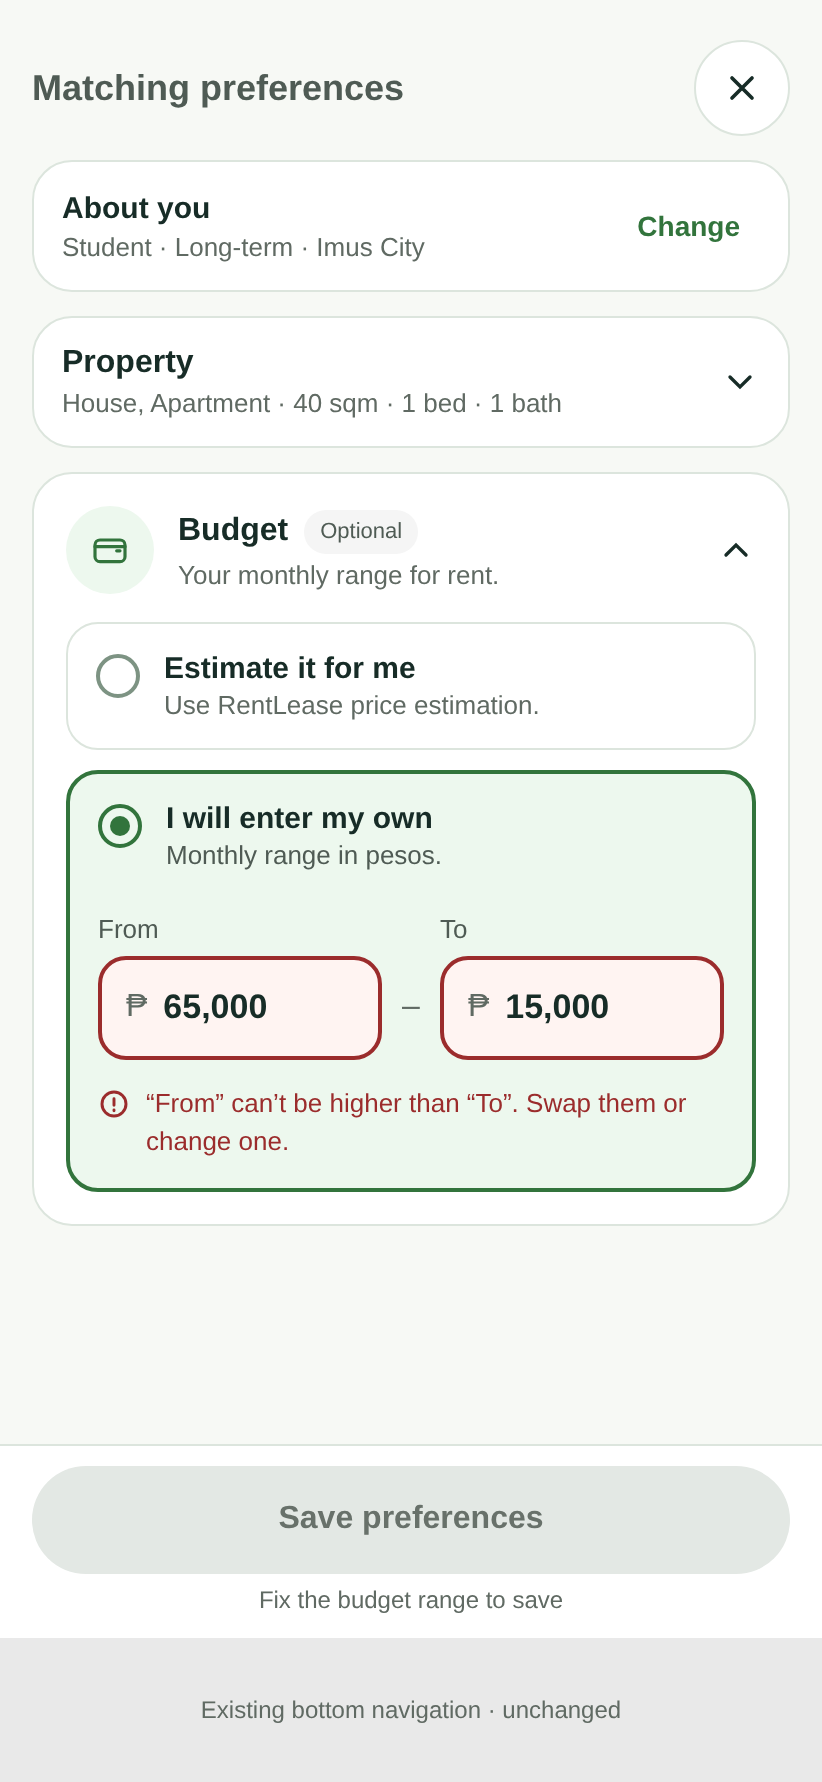 Matching preferences
About you
Student · Long-term · Imus City
Change
Property
House, Apartment · 40 sqm · 1 bed · 1 bath
Budget
Optional
Your monthly range for rent.
Estimate it for me
Use RentLease price estimation.
I will enter my own
Monthly range in pesos.
From
To
₱ 65,000
–
₱ 15,000
“From” can’t be higher than “To”. Swap them or
change one.
Save preferences
Fix the budget range to save
Existing bottom navigation · unchanged